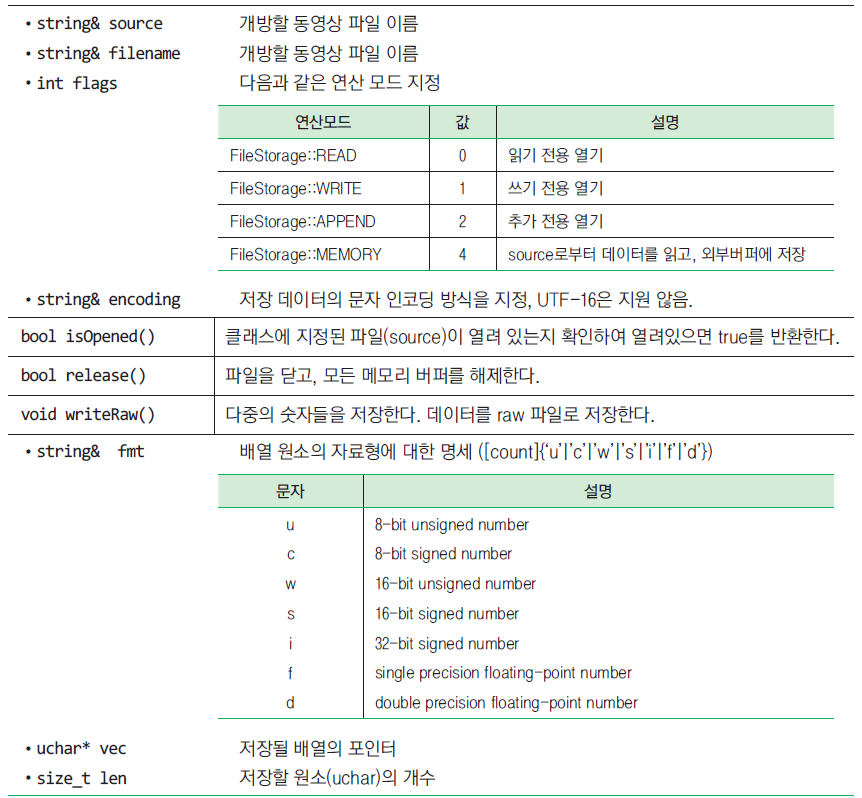 • string& source 개방할 동영상 파일 이름
• string& filename 개방할 동영상 파일 이름
• int flags 다음과 같은 연산 모드 지정
연산모드 값 설명
FileStorage::READ 0 읽기 전용 열기
FileStorage::WRITE 1 쓰기 전용 열기
FileStorage::APPEND 2 추가 전용 열기
FileStorage::MEMORY 4 source로부터 데이터를 읽고, 외부버퍼에 저장
• string& encoding 저장 데이터의 문자 인코딩 방식을 지정, UTF-16은 지원 않음.
bool isOpened() 클래스에 지정된 파일(source)이 열려 있는지 확인하여 열려있으면 true를 반환한다.
bool release() 파일을 닫고, 모든 메모리 버퍼를 해제한다.
void writeRaw() 다중의 숫자들을 저장한다. 데이터를 raw 파일로 저장한다.
• string& fmt 배열 원소의 자료형에 대한 명세 ([count]{‘u’|’c’|’w’|’s’|’i’|’f’|’d’})
문자 설명
u 8-bit unsigned number
c 8-bit signed number
w 16-bit unsigned number
s 16-bit signed number
i 32-bit signed number
f single precision floating-point number
d double precision floating-point number
• uchar* vec 저장될 배열의 포인터
• size_t len 저장할 원소(uchar)의 개수